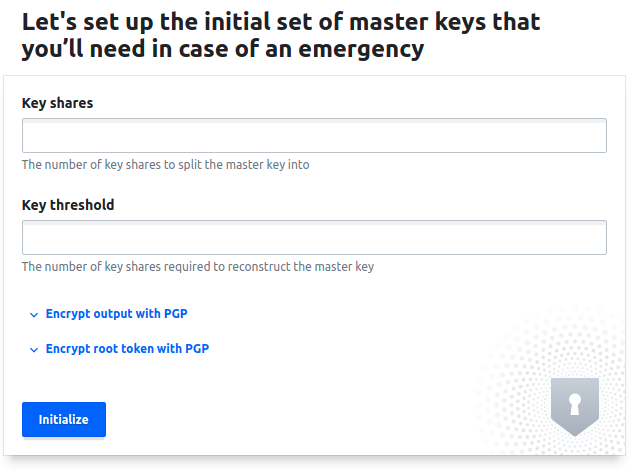 Let's set up the initial set of master keys that
you’ll need in case of an emergency
Key shares
The number of key shares to split the master key into
Key threshold
The number of key shares required to reconstruct the master key
Encrypt output with PGP
Encrypt root token with PGP
Initialize